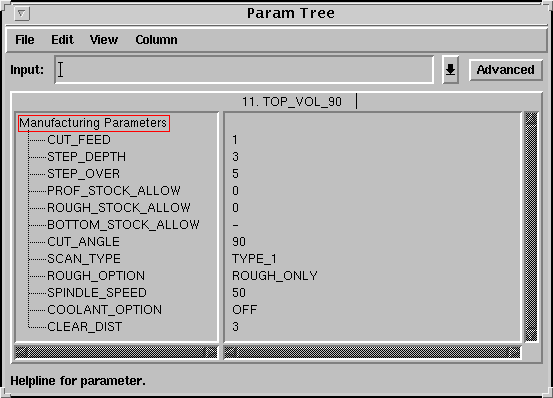 Param Tree
File Edit View Column
Input: Advanced
11. TOP_VOL_90
Manufacturing Parameters
CUT_FEED 1
STEP_DEPTH 3
STEP_OVER 5
PROF_STOCK_ALLOW 0
ROUGH_STOCK_ALLOW 0
BOTTOM_STOCK_ALLOW -
CUT_ANGLE 90
SCAN_TYPE TYPE_1
ROUGH_OPTION ROUGH_ONLY
SPINDLE_SPEED 50
COOLANT_OPTION OFF
CLEAR_DIST 3
Helpline for parameter.